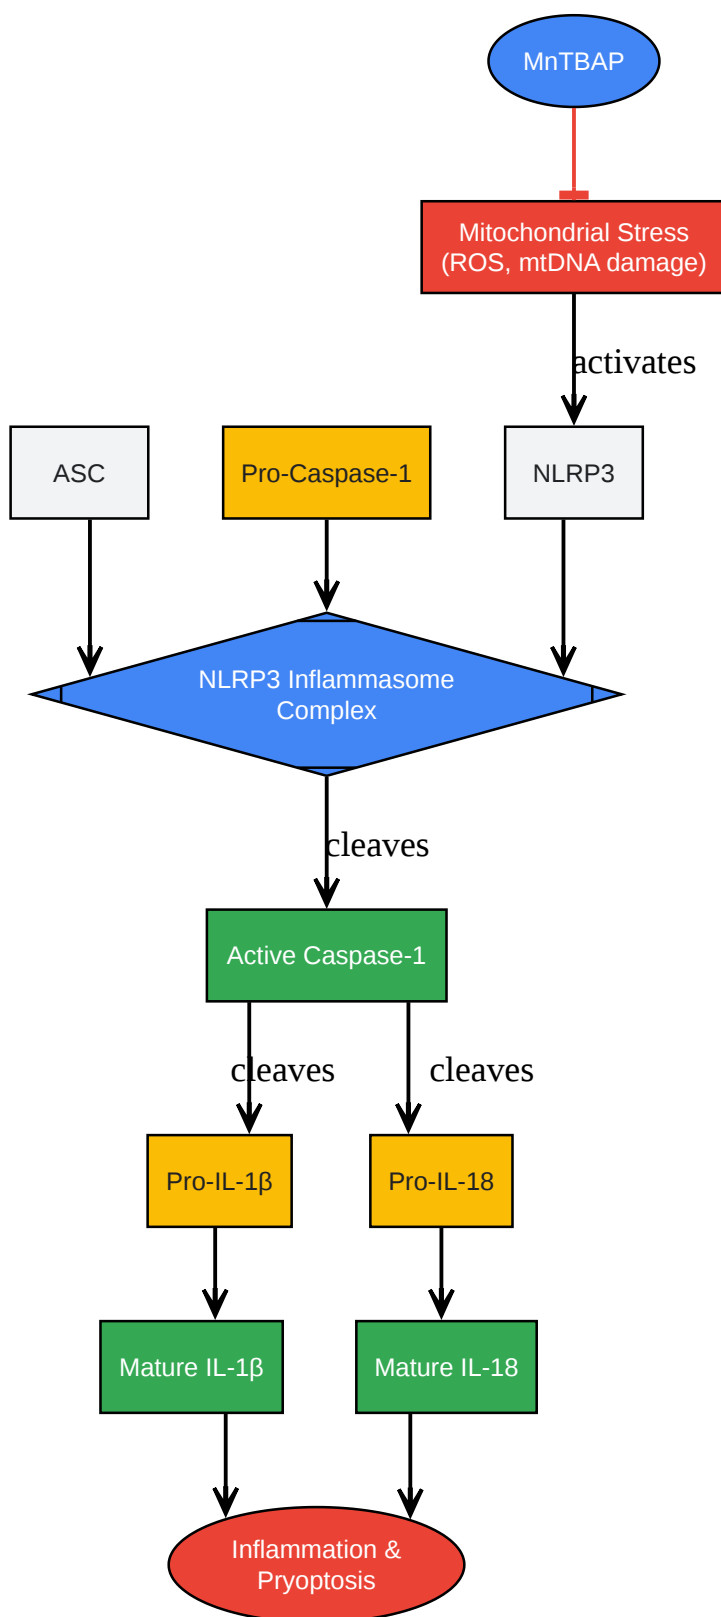 MnTBAP
Mitochondrial Stress
(ROS, mtDNA damage)
activates
ASC
Pro-Caspase-1
NLRP3
NLRP3 Inflammasome
Complex
cleaves
Active Caspase-1
cleaves
cleaves
Pro-IL-1β
Pro-IL-18
Mature IL-1β
Mature IL-18
Inflammation &
Pryoptosis